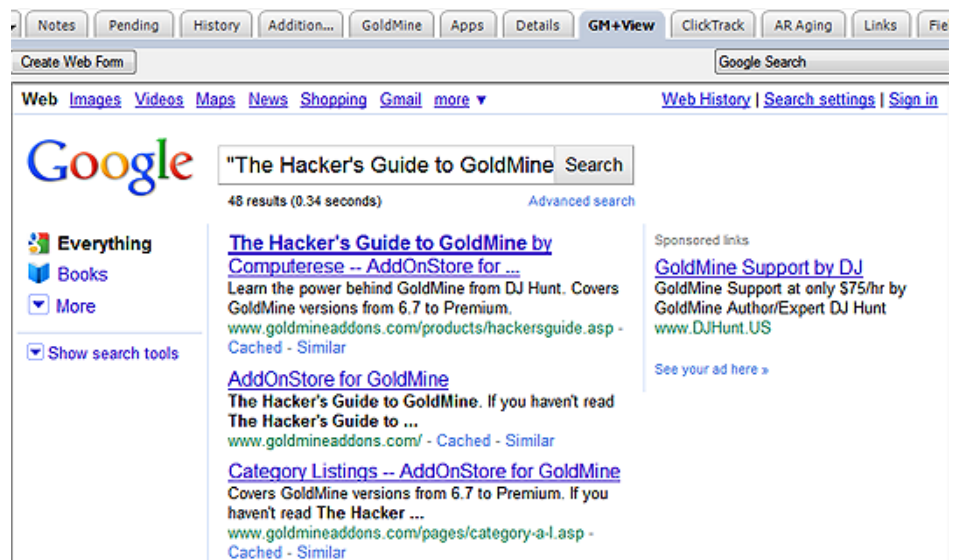 Notes Pending History Addition... GoldMine Apps Details GM+View ClickTrack AR Aging Links Fie
Create Web Form Google Search
Web Images Videos Maps News Shopping Gmail more ▼ Web History | Search settings | Sign in
Google "The Hacker's Guide to GoldMine Search
48 results (0.34 seconds) Advanced search
Everything
Books
More
Show search tools
The Hacker's Guide to GoldMine by
Computerese -- AddOnStore for ...
Learn the power behind GoldMine from DJ Hunt. Covers
GoldMine versions from 6.7 to Premium.
www.goldmineaddons.com/products/hackersguide.asp -
Cached - Similar
AddOnStore for GoldMine
The Hacker's Guide to GoldMine. If you haven't read
The Hacker's Guide to ...
www.goldmineaddons.com/ - Cached - Similar
Category Listings -- AddOnStore for GoldMine
Covers GoldMine versions from 6.7 to Premium. If you
haven't read The Hacker ...
www.goldmineaddons.com/pages/category-a-l.asp -
Cached - Similar
Sponsored links
GoldMine Support by DJ
GoldMine Support at only $75/hr by
GoldMine Author/Expert DJ Hunt
www.DJHunt.US
See your ad here »